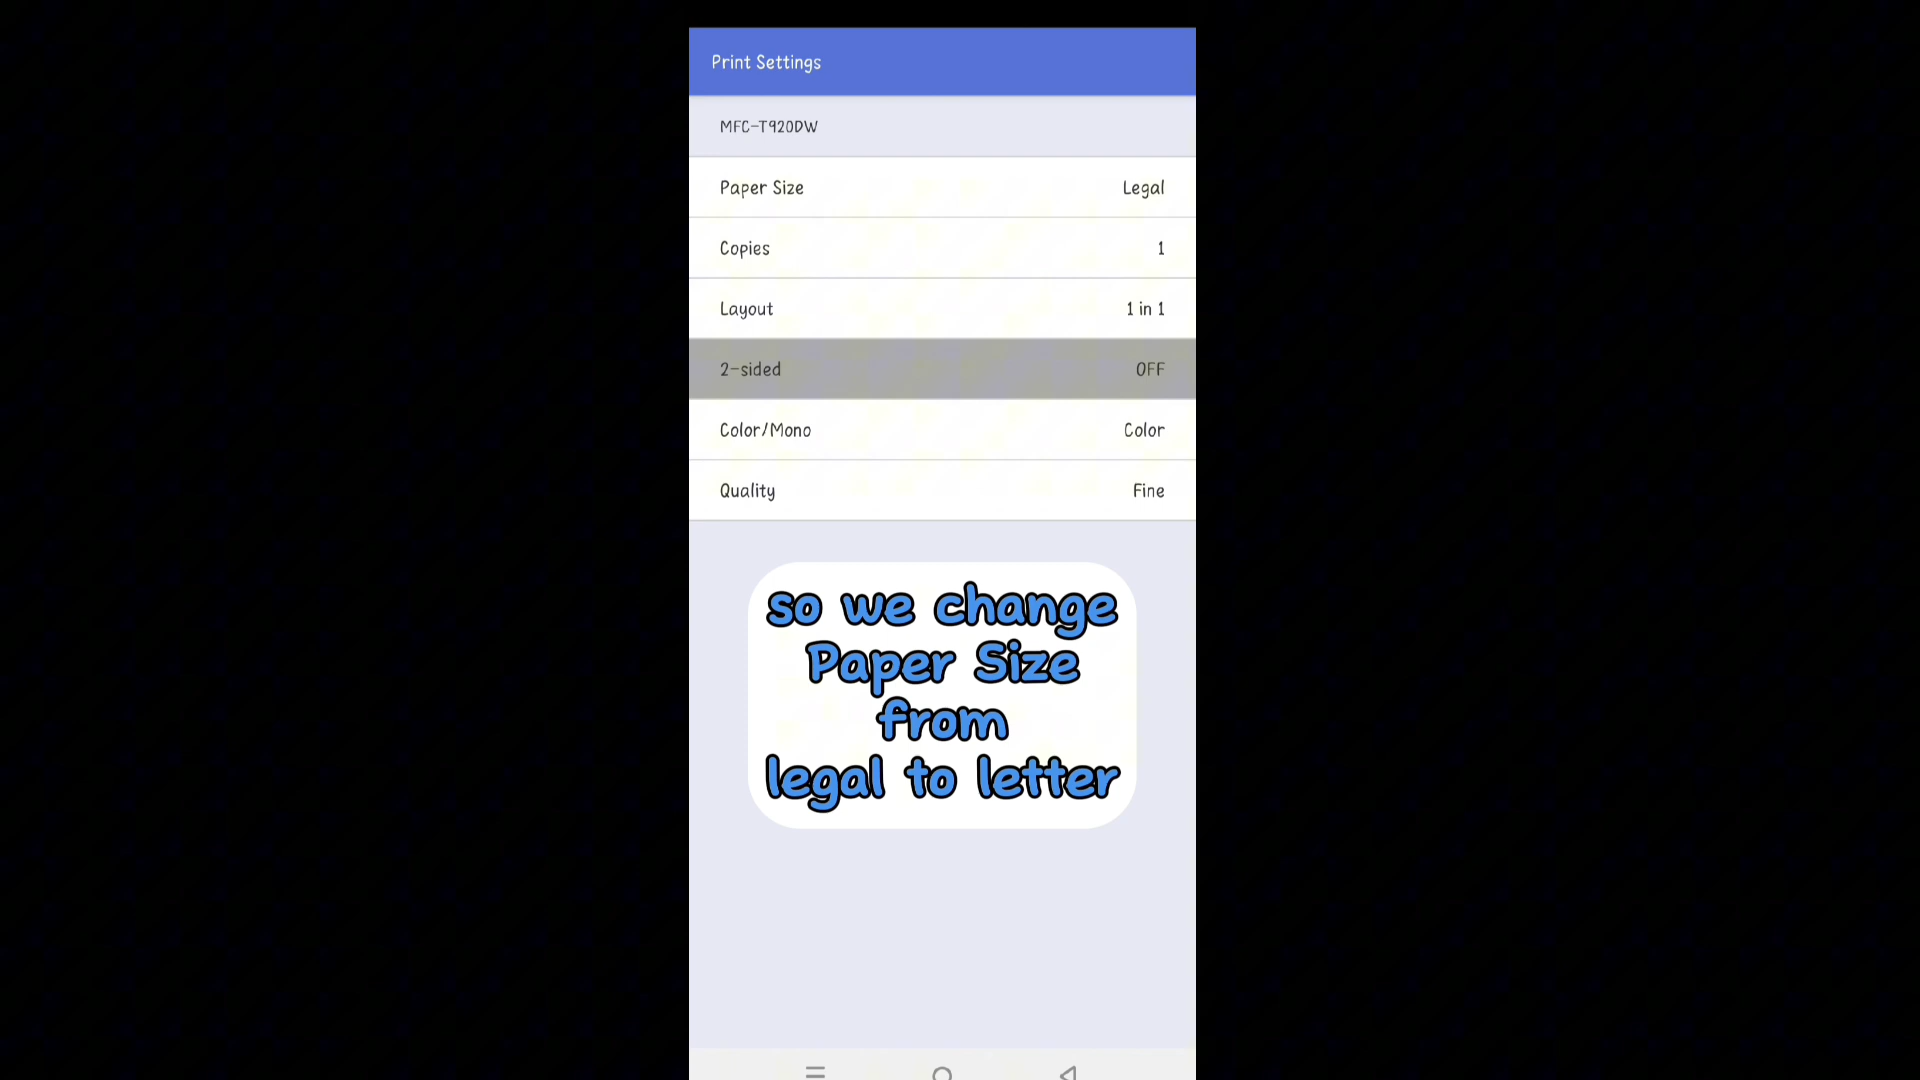 Print Settings
MFC-T920DW
Paper Size Legal
Copies 1
Layout 1 in 1
2-sided OFF
Color/Mono Color
Quality Fine
so we change
Paper Size
from
legal to letter